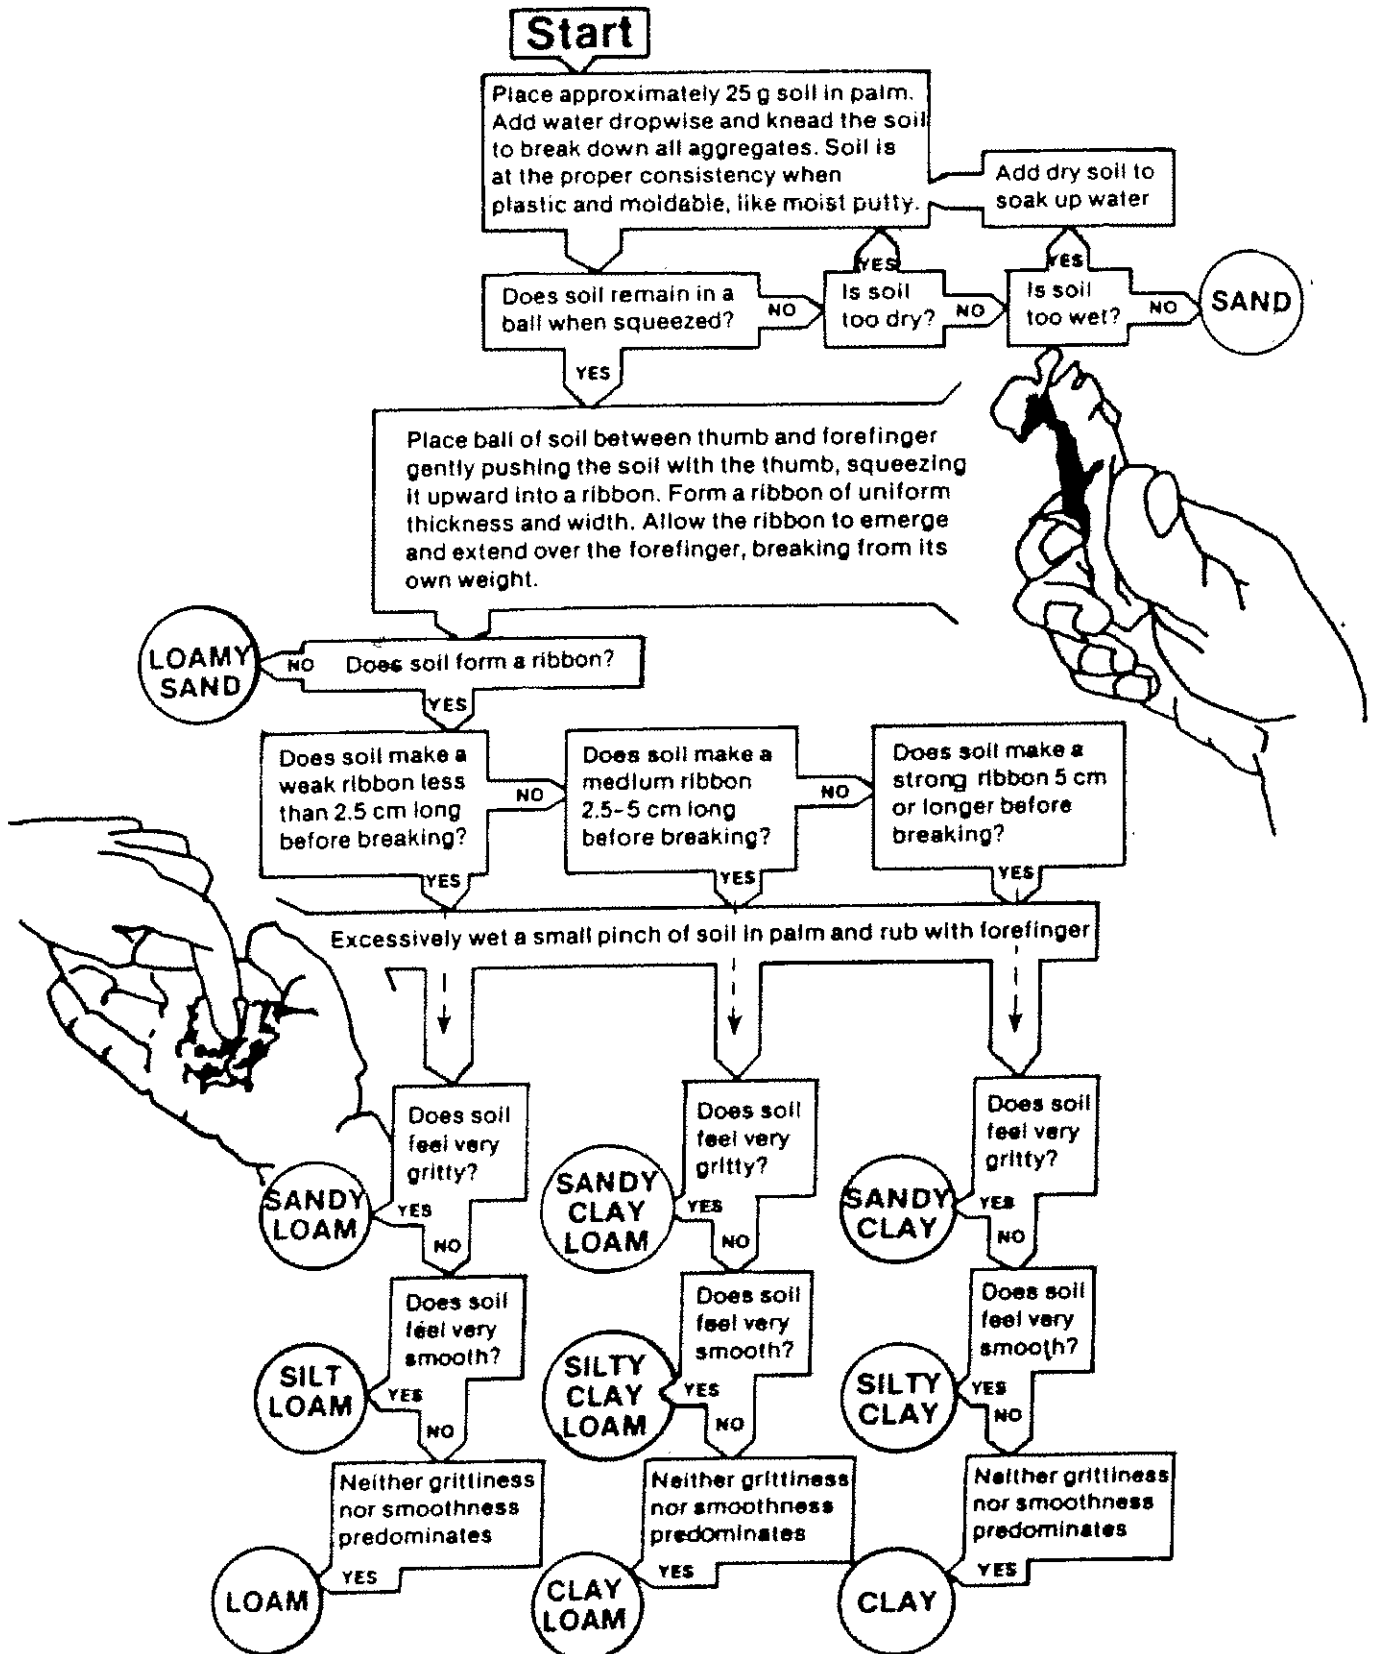 Start
Place approximately 25 g soil in palm.
Add water dropwise and knead the soil
to break down all aggregates. Soil is
at the proper consistency when
plastic and moldable, like moist putty.
Add dry soil to
soak up water
YES
YES
Does soil remain in a
ball when squeezed?
NO
Is soil
too dry?
NO
Is soil
too wet?
NO
SAND
YES
Place ball of soil between thumb and forefinger
gently pushing the soil with the thumb, squeezing
it upward into a ribbon. Form a ribbon of uniform
thickness and width. Allow the ribbon to emerge
and extend over the forefinger, breaking from its
own weight.
LOAMY
SAND
NO
Does soil form a ribbon?
YES
Does soil make a
weak ribbon less
than 2.5 cm long
before breaking?
NO
Does soil make a
medium ribbon
2.5-5 cm long
before breaking?
NO
Does soil make a
strong ribbon 5 cm
or longer before
breaking?
YES
YES
YES
Excessively wet a small pinch of soil in palm and rub with forefinger
Does soil
feel very
gritty?
SANDY
LOAM
YES
NO
Does soil
feel very
gritty?
SANDY
CLAY
LOAM
YES
NO
Does soil
feel very
gritty?
SANDY
CLAY
YES
NO
Does soil
feel very
smooth?
SILT
LOAM
YES
NO
Does soil
feel very
smooth?
SILTY
CLAY
LOAM
YES
NO
Does soil
feel very
smooth?
SILTY
CLAY
YES
NO
Neither grittiness
nor smoothness
predominates
YES
LOAM
Neither grittiness
nor smoothness
predominates
YES
CLAY
LOAM
Neither grittiness
nor smoothness
predominates
YES
CLAY